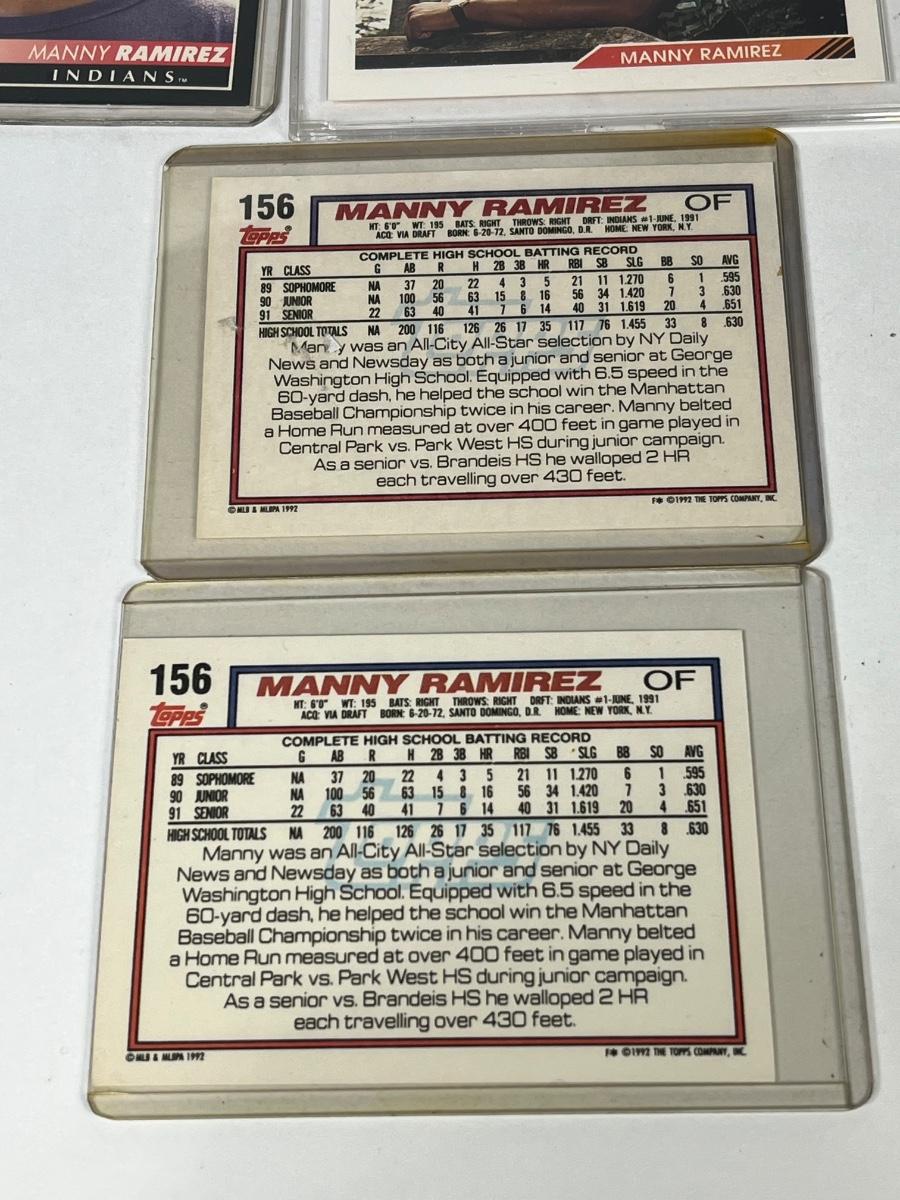 MANNY RAMIREZ
INDIANS™
MANNY RAMIREZ
156 MANNY RAMIREZ OF
Topps®
HT: 6'0" WT: 195 BATS: RIGHT THROWS: RIGHT DRFT: INDIANS #1-JUNE, 1991
ACQ: VIA DRAFT BORN: 6-20-72, SANTO DOMINGO, D.R. HOME: NEW YORK, N.Y.
COMPLETE HIGH SCHOOL BATTING RECORD
YR CLASS G AB R H 2B 3B HR RBI SB SLG BB SO AVG
89 SOPHOMORE NA 37 20 22 4 3 5 21 11 1.270 6 1 .595
90 JUNIOR NA 100 56 63 15 8 16 56 34 1.420 7 3 .630
91 SENIOR 22 63 40 41 7 6 14 40 31 1.619 20 4 .651
HIGH SCHOOL TOTALS NA 200 116 126 26 17 35 117 76 1.455 33 8 .630
Manny was an All-City All-Star selection by NY Daily
News and Newsday as both a junior and senior at George
Washington High School. Equipped with 6.5 speed in the
60-yard dash, he helped the school win the Manhattan
Baseball Championship twice in his career. Manny belted
a Home Run measured at over 400 feet in game played in
Central Park vs. Park West HS during junior campaign.
As a senior vs. Brandeis HS he walloped 2 HR
each travelling over 430 feet.
© MLB & MLBPA 1992 F✱ © 1992 THE TOPPS COMPANY, INC.
156 MANNY RAMIREZ OF
Topps®
HT: 6'0" WT: 195 BATS: RIGHT THROWS: RIGHT DRFT: INDIANS #1-JUNE, 1991
ACQ: VIA DRAFT BORN: 6-20-72, SANTO DOMINGO, D.R. HOME: NEW YORK, N.Y.
COMPLETE HIGH SCHOOL BATTING RECORD
YR CLASS G AB R H 2B 3B HR RBI SB SLG BB SO AVG
89 SOPHOMORE NA 37 20 22 4 3 5 21 11 1.270 6 1 .595
90 JUNIOR NA 100 56 63 15 8 16 56 34 1.420 7 3 .630
91 SENIOR 22 63 40 41 7 6 14 40 31 1.619 20 4 .651
HIGH SCHOOL TOTALS NA 200 116 126 26 17 35 117 76 1.455 33 8 .630
Manny was an All-City All-Star selection by NY Daily
News and Newsday as both a junior and senior at George
Washington High School. Equipped with 6.5 speed in the
60-yard dash, he helped the school win the Manhattan
Baseball Championship twice in his career. Manny belted
a Home Run measured at over 400 feet in game played in
Central Park vs. Park West HS during junior campaign.
As a senior vs. Brandeis HS he walloped 2 HR
each travelling over 430 feet.
© MLB & MLBPA 1992 F✱ © 1992 THE TOPPS COMPANY, INC.